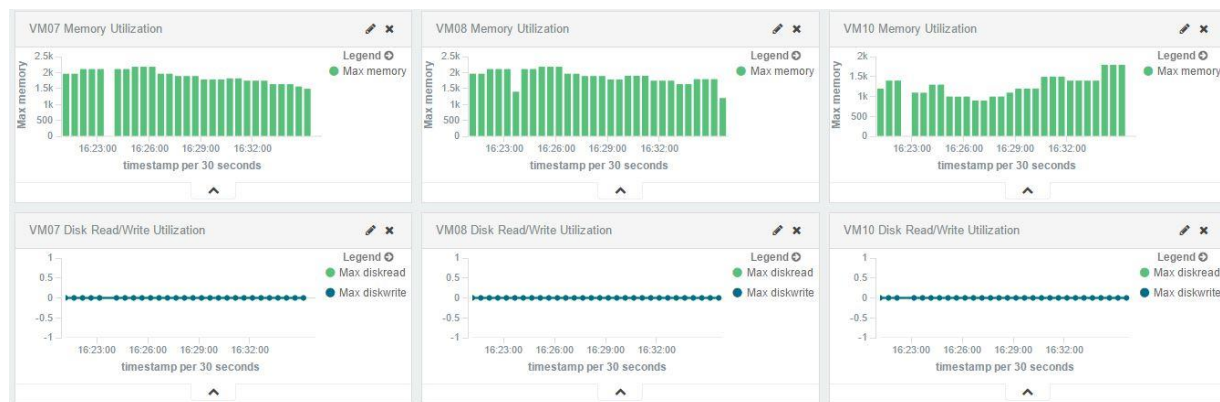 VM07 Memory Utilization
Max memory
2.5k
2k
1.5k
1k
500
0
16:23:00 16:26:00 16:29:00 16:32:00
timestamp per 30 seconds
Legend
Max memory
VM08 Memory Utilization
Max memory
2.5k
2k
1.5k
1k
500
0
16:23:00 16:26:00 16:29:00 16:32:00
timestamp per 30 seconds
Legend
Max memory
VM10 Memory Utilization
Max memory
2k
1.5k
1k
500
0
16:23:00 16:26:00 16:29:00 16:32:00
timestamp per 30 seconds
Legend
Max memory
VM07 Disk Read/Write Utilization
1
0.5
0
-0.5
-1
16:23:00 16:26:00 16:29:00 16:32:00
timestamp per 30 seconds
Legend
Max diskread
Max diskwrite
VM08 Disk Read/Write Utilization
1
0.5
0
-0.5
-1
16:23:00 16:26:00 16:29:00 16:32:00
timestamp per 30 seconds
Legend
Max diskread
Max diskwrite
VM10 Disk Read/Write Utilization
1
0.5
0
-0.5
-1
16:23:00 16:26:00 16:29:00 16:32:00
timestamp per 30 seconds
Legend
Max diskread
Max diskwrite